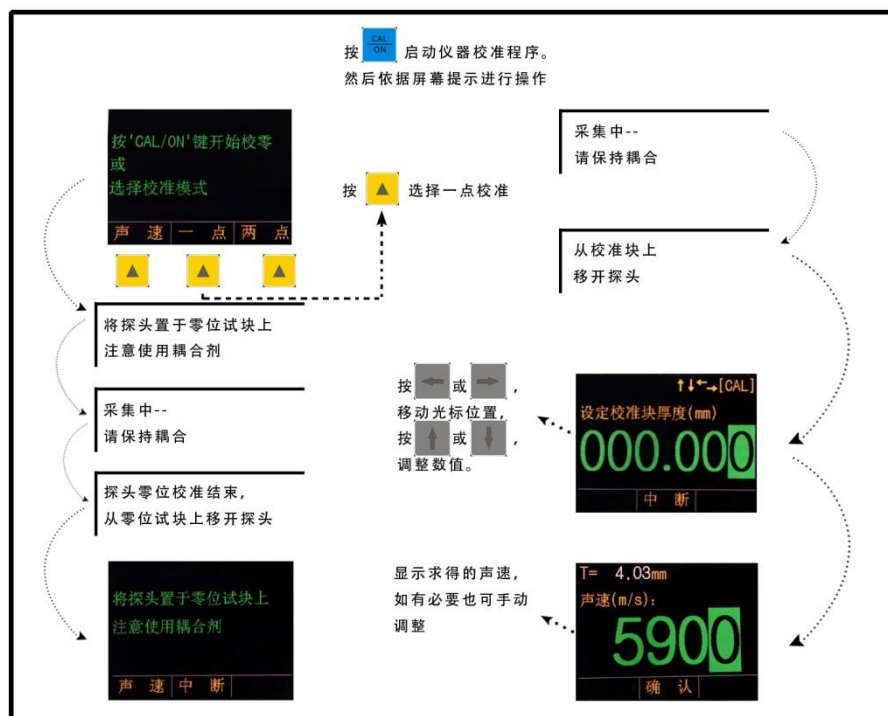 按 CAL ON 启动仪器校准程序。
然后依据屏幕提示进行操作
按'CAL/ON'键开始校零
或
选择校准模式
声 速 一 点 两 点
按 选择一点校准
将探头置于零位试块上
注意使用耦合剂
采集中--
请保持耦合
探头零位校准结束,
从零位试块上移开探头
将探头置于零位试块上
注意使用耦合剂
声 速 中 断
采集中--
请保持耦合
从校准块上
移开探头
按 或 ,
移动光标位置,
按 或 ,
调整数值。
↑↓←→[CAL]
设定校准块厚度(mm)
000.000
中 断
显示求得的声速,
如有必要也可手动
调整
T= 4.03mm
声速(m/s):
5900
确 认